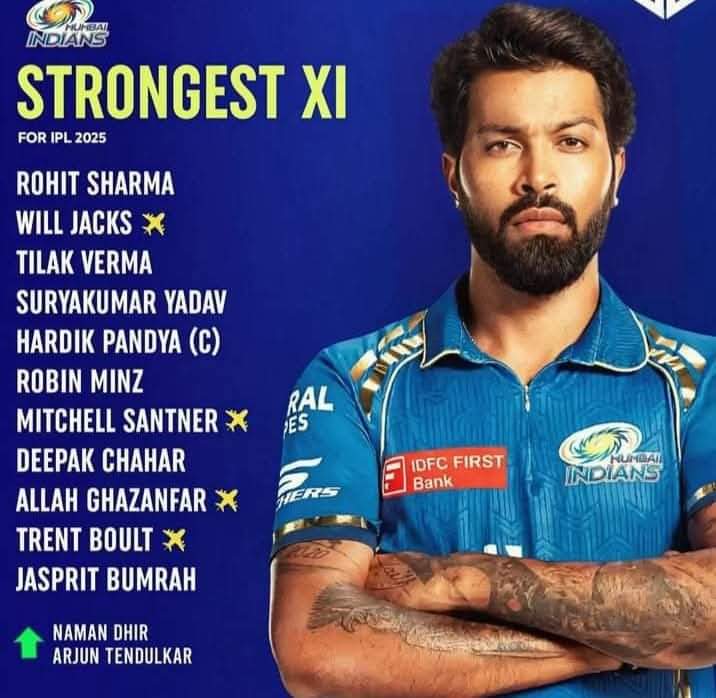 MUMBAI
INDIANS
STRONGEST XI
FOR IPL 2025
ROHIT SHARMA
WILL JACKS
TILAK VERMA
SURYAKUMAR YADAV
HARDIK PANDYA (C)
ROBIN MINZ
MITCHELL SANTNER
DEEPAK CHAHAR
ALLAH GHAZANFAR
TRENT BOULT
JASPRIT BUMRAH
NAMAN DHIR
ARJUN TENDULKAR
RAL
ES
HERS
IDFC FIRST
Bank
MUMBAI
INDIANS